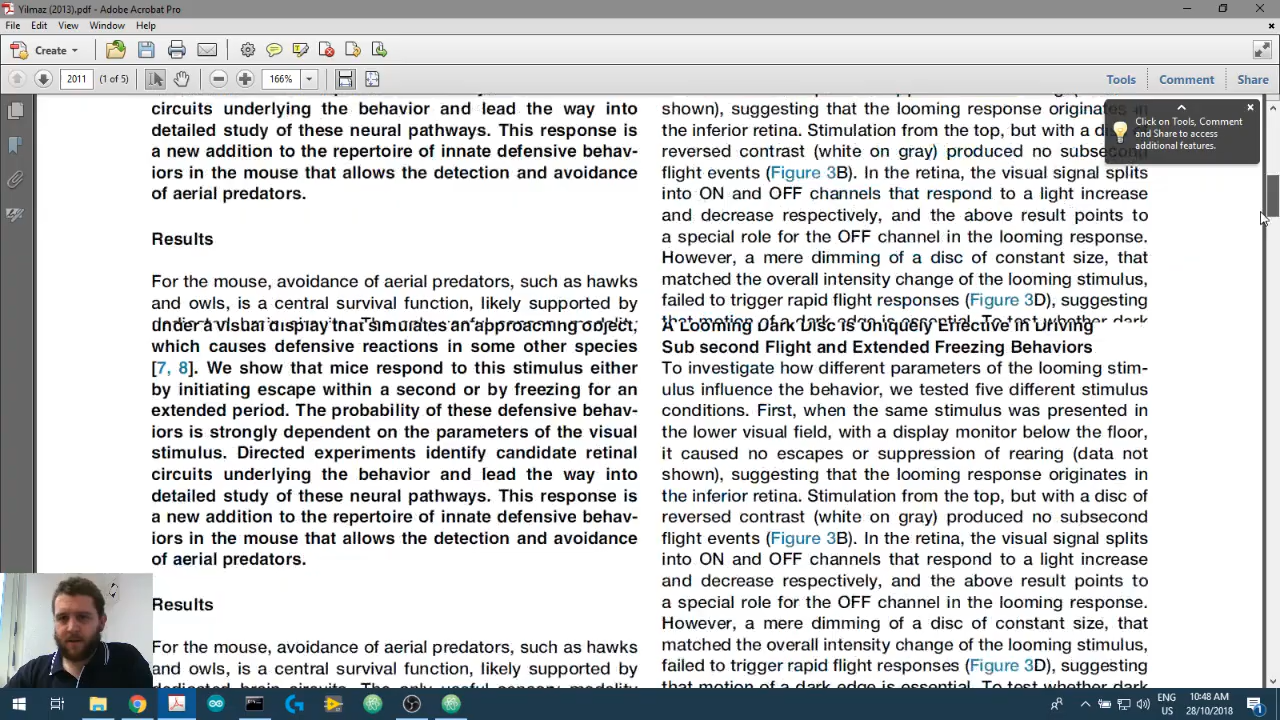 Yilmaz (2013).pdf - Adobe Acrobat Pro
File Edit View Window Help
Create
2011 (1 of 5) 166% Tools Comment Share
Click on Tools, Comment
and Share to access
additional features.
circuits underlying the behavior and lead the way into
detailed study of these neural pathways. This response is
a new addition to the repertoire of innate defensive behav-
iors in the mouse that allows the detection and avoidance
of aerial predators.
Results
For the mouse, avoidance of aerial predators, such as hawks
and owls, is a central survival function, likely supported by
under a visual display that simulates an approaching object,
which causes defensive reactions in some other species
[7, 8]. We show that mice respond to this stimulus either
by initiating escape within a second or by freezing for an
extended period. The probability of these defensive behav-
iors is strongly dependent on the parameters of the visual
stimulus. Directed experiments identify candidate retinal
circuits underlying the behavior and lead the way into
detailed study of these neural pathways. This response is
a new addition to the repertoire of innate defensive behav-
iors in the mouse that allows the detection and avoidance
of aerial predators.
Results
For the mouse, avoidance of aerial predators, such as hawks
and owls, is a central survival function, likely supported by
shown), suggesting that the looming response originates in
the inferior retina. Stimulation from the top, but with a disc of
reversed contrast (white on gray) produced no subsecond
flight events (Figure 3B). In the retina, the visual signal splits
into ON and OFF channels that respond to a light increase
and decrease respectively, and the above result points to
a special role for the OFF channel in the looming response.
However, a mere dimming of a disc of constant size, that
matched the overall intensity change of the looming stimulus,
failed to trigger rapid flight responses (Figure 3D), suggesting
A Looming Dark Disc is Uniquely Effective in Driving
Sub second Flight and Extended Freezing Behaviors
To investigate how different parameters of the looming stim-
ulus influence the behavior, we tested five different stimulus
conditions. First, when the same stimulus was presented in
the lower visual field, with a display monitor below the floor,
it caused no escapes or suppression of rearing (data not
shown), suggesting that the looming response originates in
the inferior retina. Stimulation from the top, but with a disc of
reversed contrast (white on gray) produced no subsecond
flight events (Figure 3B). In the retina, the visual signal splits
into ON and OFF channels that respond to a light increase
and decrease respectively, and the above result points to
a special role for the OFF channel in the looming response.
However, a mere dimming of a disc of constant size, that
matched the overall intensity change of the looming stimulus,
failed to trigger rapid flight responses (Figure 3D), suggesting
that motion of a dark edge is essential. To test whether dark
ENG
US
10:48 AM
28/10/2018